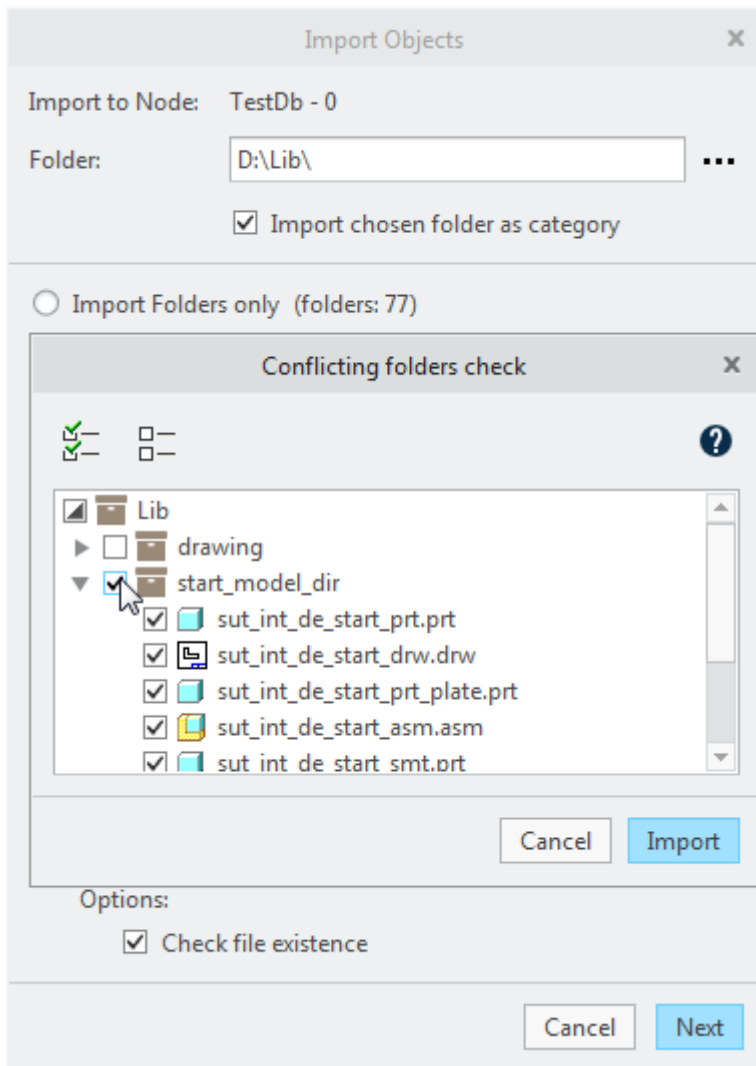 Import Objects
Import to Node: TestDb - 0
Folder: D:\Lib\
Import chosen folder as category
Import Folders only (folders: 77)
Conflicting folders check
Lib
drawing
start_model_dir
sut_int_de_start_prt.prt
sut_int_de_start_drw.drw
sut_int_de_start_prt_plate.prt
sut_int_de_start_asm.asm
sut_int_de_start_smt.prt
Cancel Import
Options:
Check file existence
Cancel Next